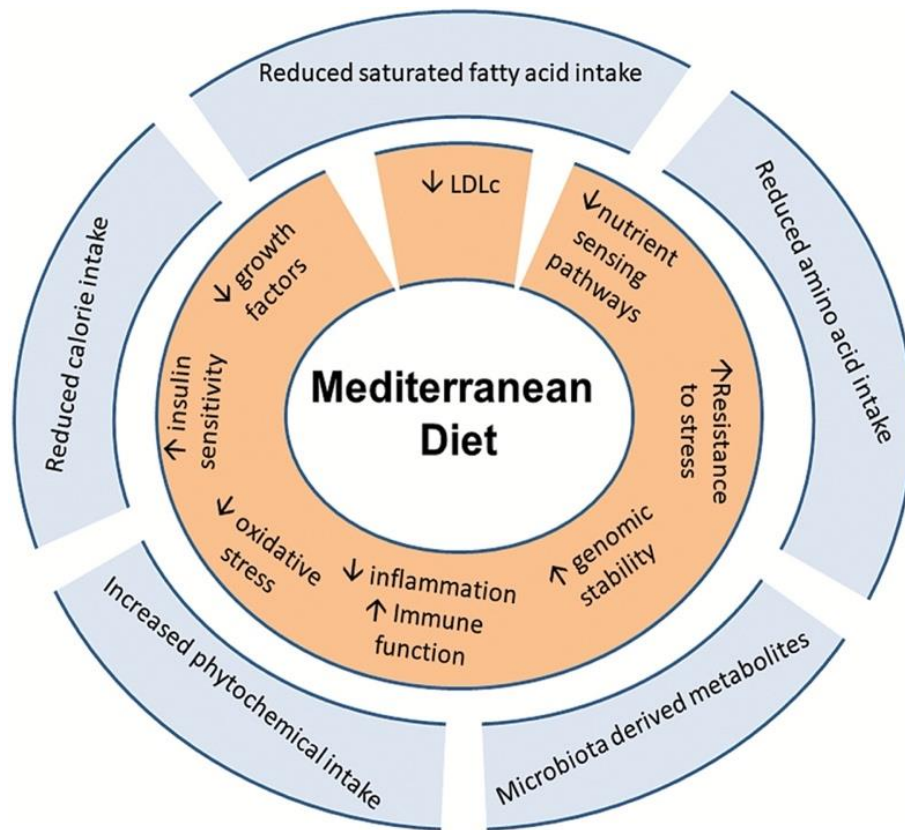 Reduced saturated fatty acid intake
Reduced amino acid intake
Microbiota derived metabolites
Increased phytochemical intake
Reduced calorie intake
↓ LDLc
↓nutrient
sensing
pathways
↑Resistance
to stress
↑ genomic
stability
↓ inflammation
↑ Immune
function
↓ oxidative
stress
↑ insulin
sensitivity
↓ growth
factors
Mediterranean
Diet